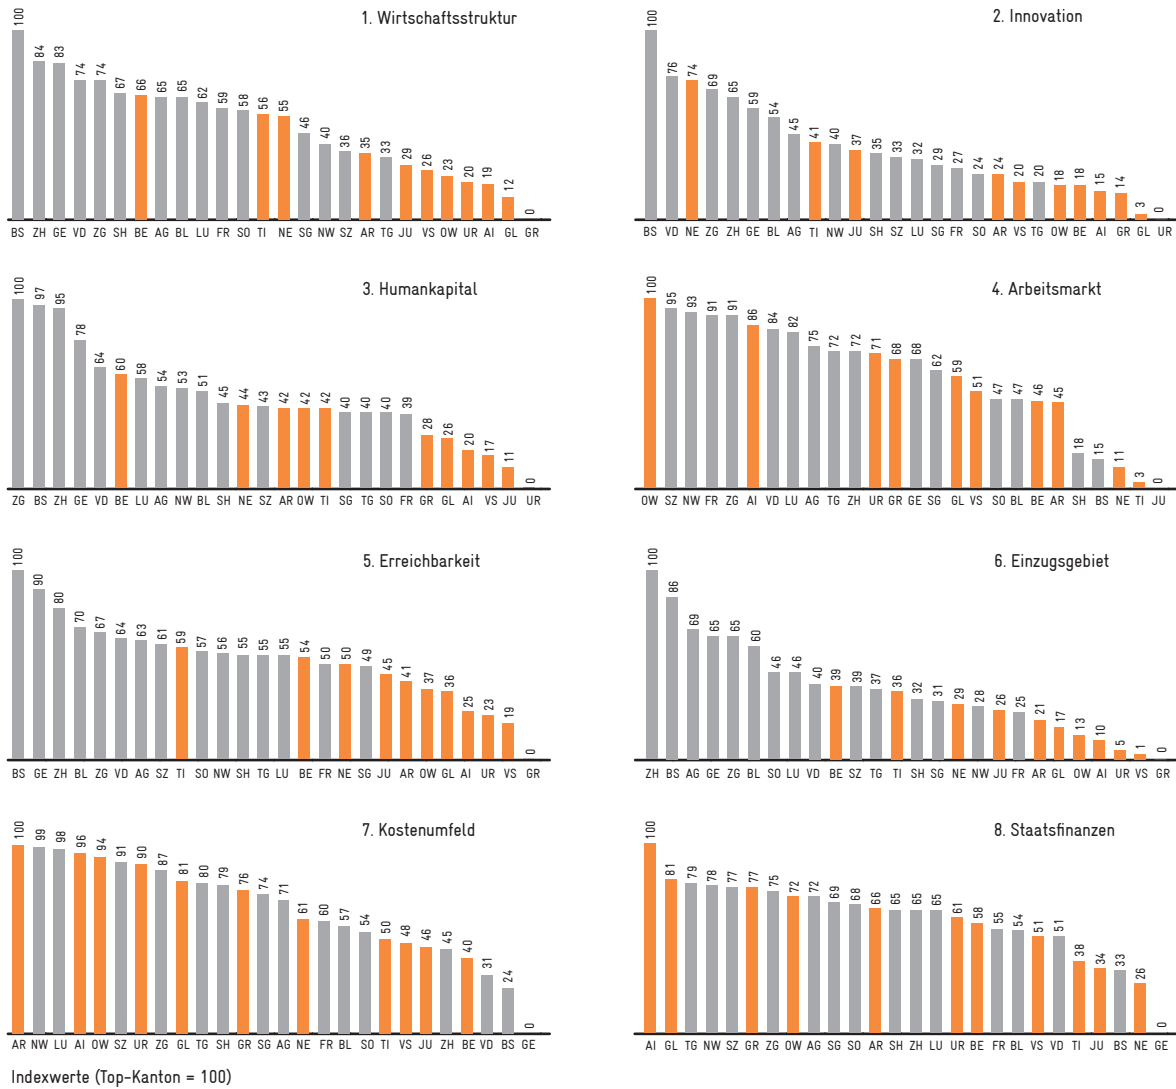 1. Wirtschaftsstruktur
100 84 83 74 74 67 66 65 65 62 59 58 56 55 46 40 36 35 33 29 26 23 20 19 12 0
BS ZH GE VD ZG SH BE AG BL LU FR SO TI NE SG NW SZ AR TG JU VS OW UR AI GL GR
2. Innovation
100 76 74 69 65 59 54 45 41 40 37 35 33 32 29 27 24 24 20 20 18 18 15 14 3 0
BS VD NE ZG ZH GE BL AG TI NW JU SH SZ LU SG FR SO AR VS TG OW BE AI GR GL UR
3. Humankapital
100 97 95 78 64 60 58 54 53 51 45 44 43 42 42 42 40 40 40 39 28 26 20 17 11 0
ZG BS ZH GE VD BE LU AG NW BL SH NE SZ AR OW TI SG TG SO FR GR GL AI VS JU UR
4. Arbeitsmarkt
100 95 93 91 91 86 84 82 75 72 72 71 68 68 62 59 51 47 47 46 45 18 15 11 3 0
OW SZ NW FR ZG AI VD LU AG TG ZH UR GR GE SG GL VS SO BL BE AR SH BS NE TI JU
5. Erreichbarkeit
100 90 80 70 67 64 63 61 59 57 56 55 55 55 54 50 50 49 45 41 37 36 25 23 19 0
BS GE ZH BL ZG VD AG SZ TI SO NW SH TG LU BE FR NE SG JU AR OW GL AI UR VS GR
6. Einzugsgebiet
100 86 69 65 65 60 46 46 40 39 39 37 36 32 31 29 28 26 25 21 17 13 10 5 1 0
ZH BS AG GE ZG BL SO LU VD BE SZ TG TI SH SG NE NW JU FR AR GL OW AI UR VS GR
7. Kostenumfeld
100 99 98 96 94 91 90 87 81 80 79 76 74 71 61 60 57 54 50 48 46 45 40 31 24 0
AR NW LU AI OW SZ UR ZG GL TG SH GR SG AG NE FR BL SO TI VS JU ZH BE VD BS GE
8. Staatsfinanzen
100 81 79 78 77 77 75 72 72 69 68 66 65 65 65 61 58 55 54 51 51 38 34 33 26 0
AI GL TG NW SZ GR ZG OW AG SG SO AR SH ZH LU UR BE FR BL VS VD TI JU BS NE GE
Indexwerte (Top-Kanton = 100)